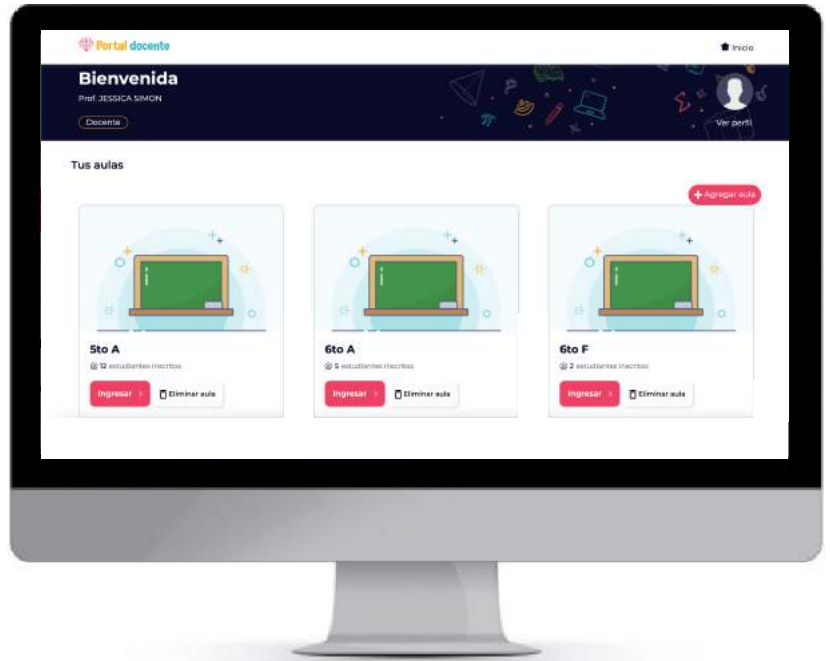 Portal docente
Inicio
Bienvenida
Prof. JESSICA SIMON
Docente
Ver perfil
Tus aulas
+ Agregar aula
5to A
12 estudiantes inscritos
Ingresar >
Eliminar aula
6to A
5 estudiantes inscritos
Ingresar >
Eliminar aula
6to F
2 estudiantes inscritos
Ingresar >
Eliminar aula